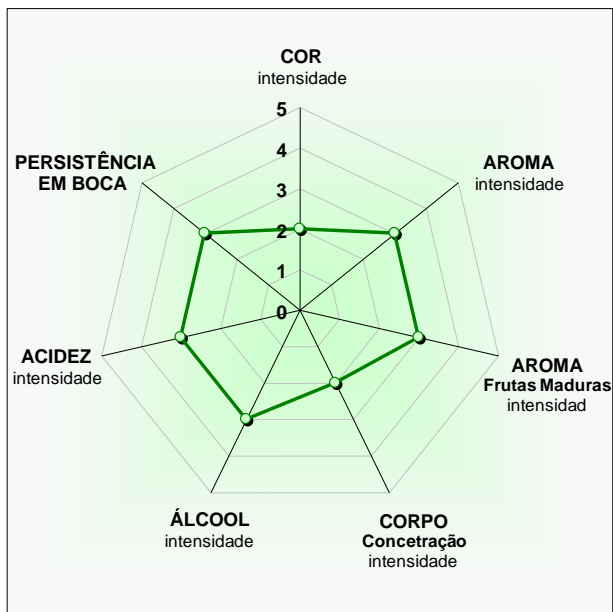 COR
intensidade
5
4
3
2
1
0
AROMA
intensidade
AROMA
Frutas Maduras
intensidad
CORPO
Concetração
intensidade
ÁLCOOL
intensidade
ACIDEZ
intensidade
PERSISTÊNCIA
EM BOCA